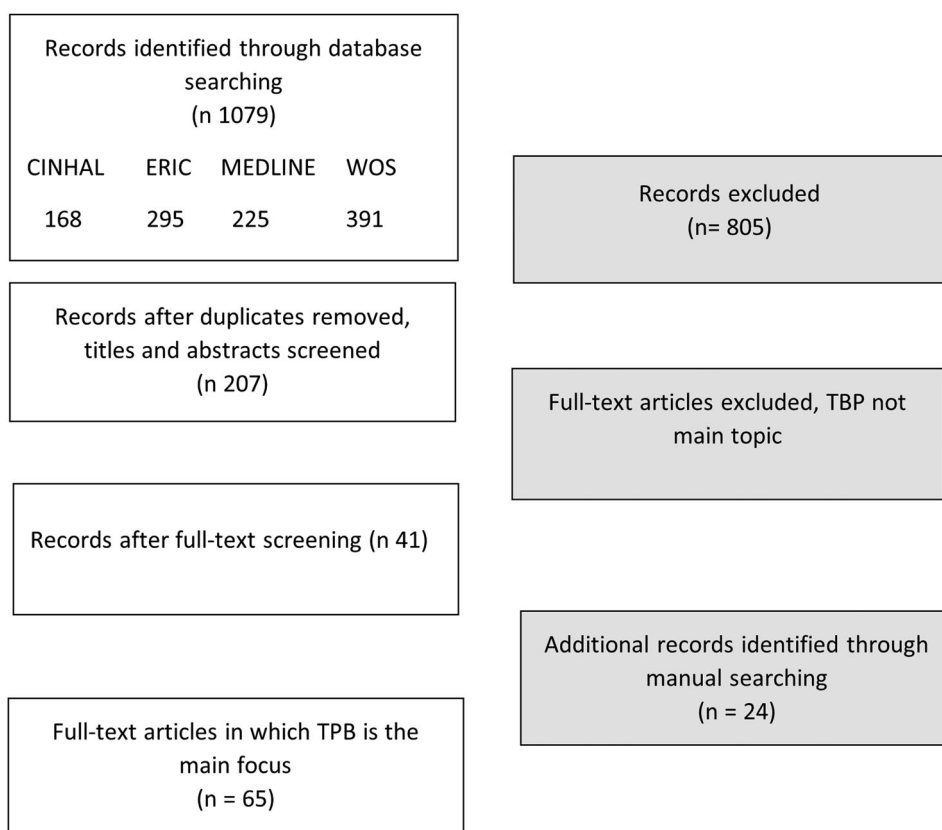 Records identified through database
searching
(n 1079)
CINHAL ERIC MEDLINE WOS
168 295 225 391
Records excluded
(n= 805)
Records after duplicates removed,
titles and abstracts screened
(n 207)
Full-text articles excluded, TBP not
main topic
Records after full-text screening (n 41)
Additional records identified through
manual searching
(n = 24)
Full-text articles in which TPB is the
main focus
(n = 65)